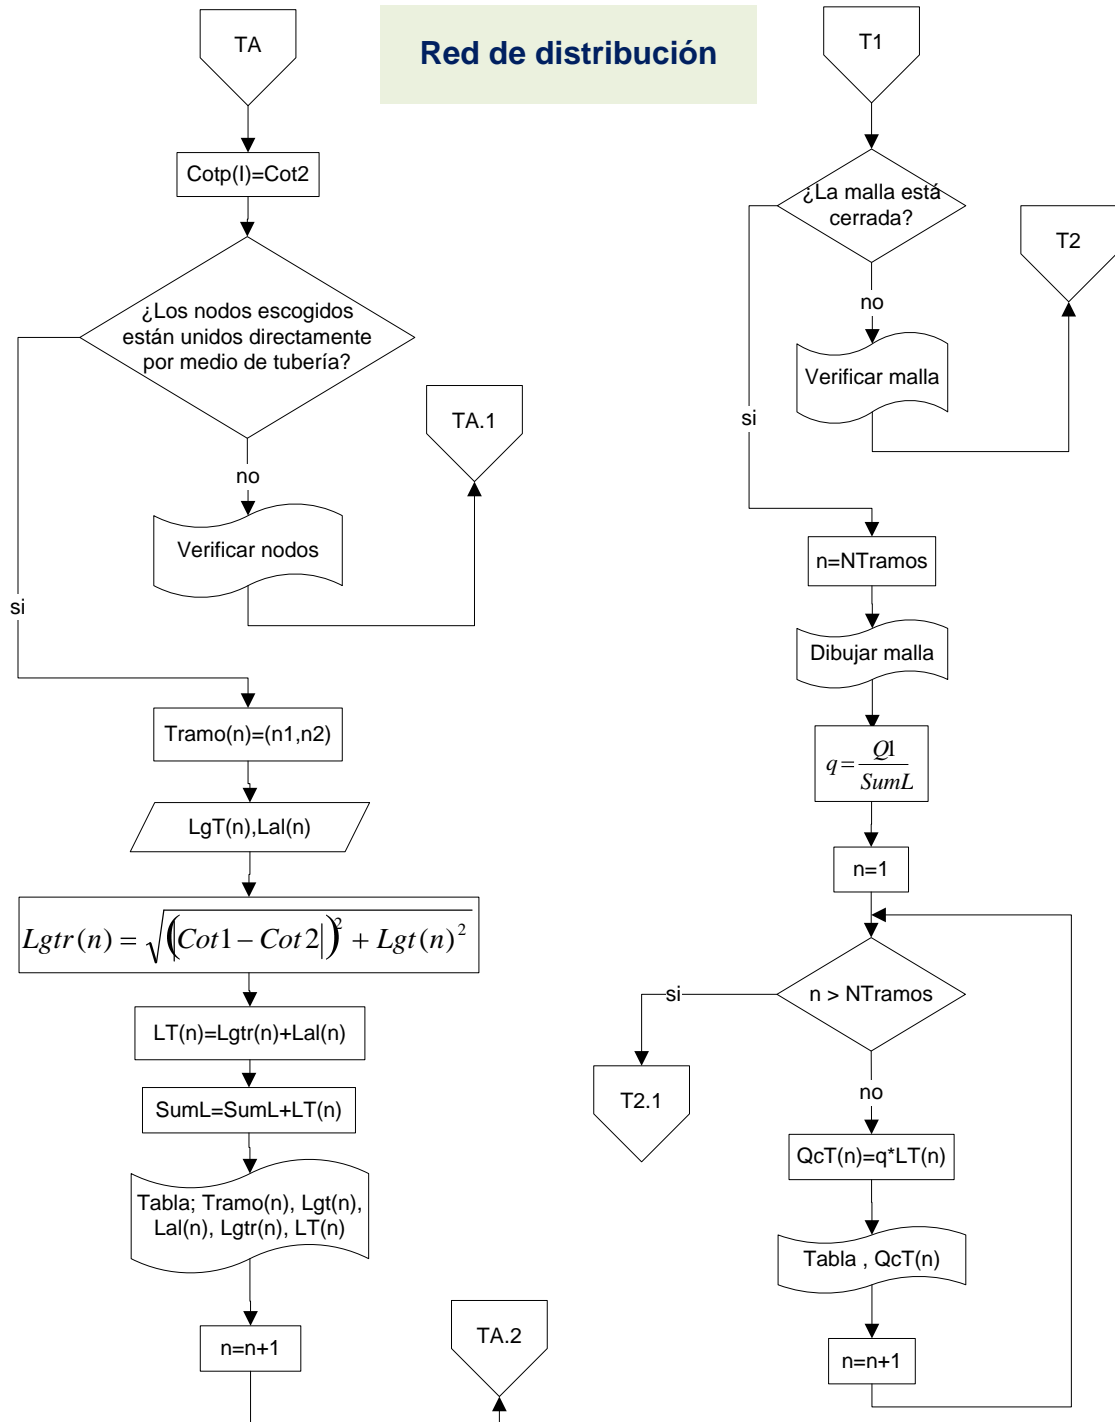 Red de distribución
TA
Cotp(I)=Cot2
¿Los nodos escogidos
están unidos directamente
por medio de tubería?
no
Verificar nodos
TA.1
si
Tramo(n)=(n1,n2)
LgT(n),Lal(n)
Lgtr(n) = √((|Cot1 − Cot2|)² + Lgt(n)²)
LT(n)=Lgtr(n)+Lal(n)
SumL=SumL+LT(n)
Tabla; Tramo(n), Lgt(n),
Lal(n), Lgtr(n), LT(n)
n=n+1
TA.2
T1
¿La malla está
cerrada?
no
Verificar malla
T2
si
n=NTramos
Dibujar malla
q = Q1
SumL
n=1
n > NTramos
si
T2.1
no
QcT(n)=q*LT(n)
Tabla , QcT(n)
n=n+1